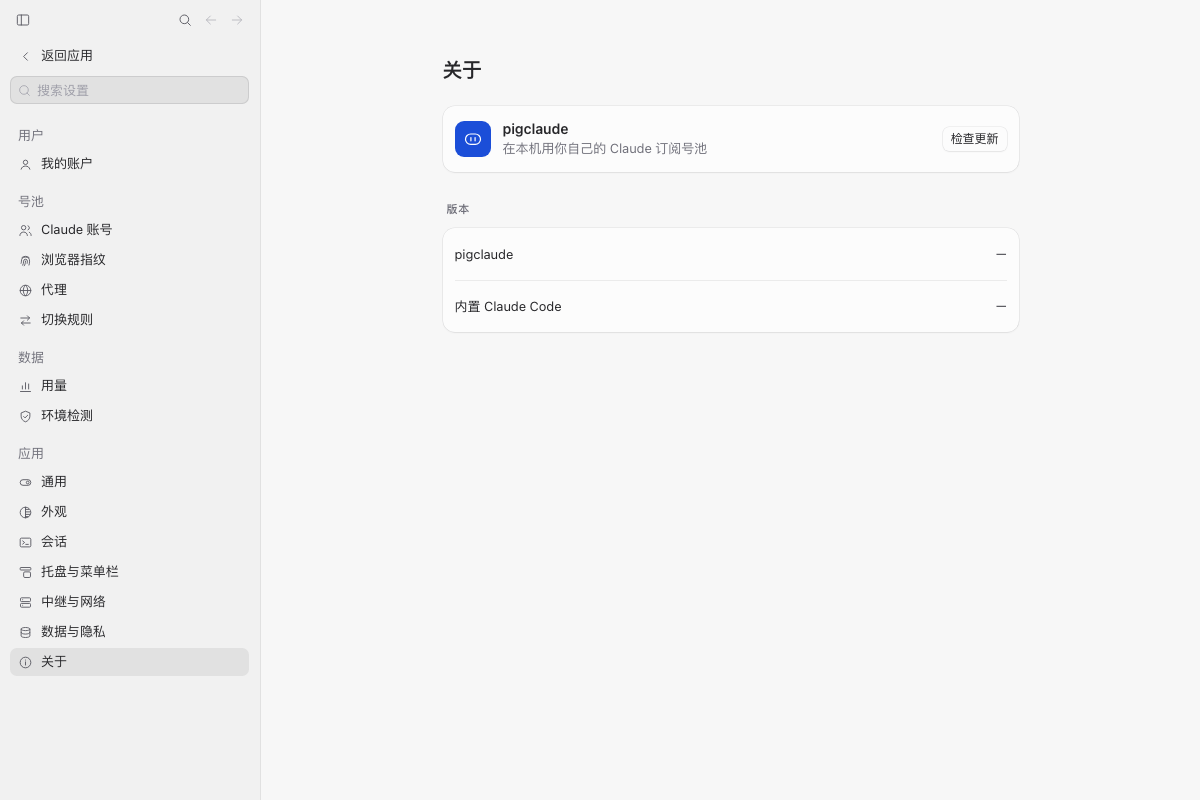 返回应用
搜索设置
用户
我的账户
号池
Claude 账号
浏览器指纹
代理
切换规则
数据
用量
环境检测
应用
通用
外观
会话
托盘与菜单栏
中继与网络
数据与隐私
关于
关于
pigclaude
在本机用你自己的 Claude 订阅号池
检查更新
版本
pigclaude
—
内置 Claude Code
—